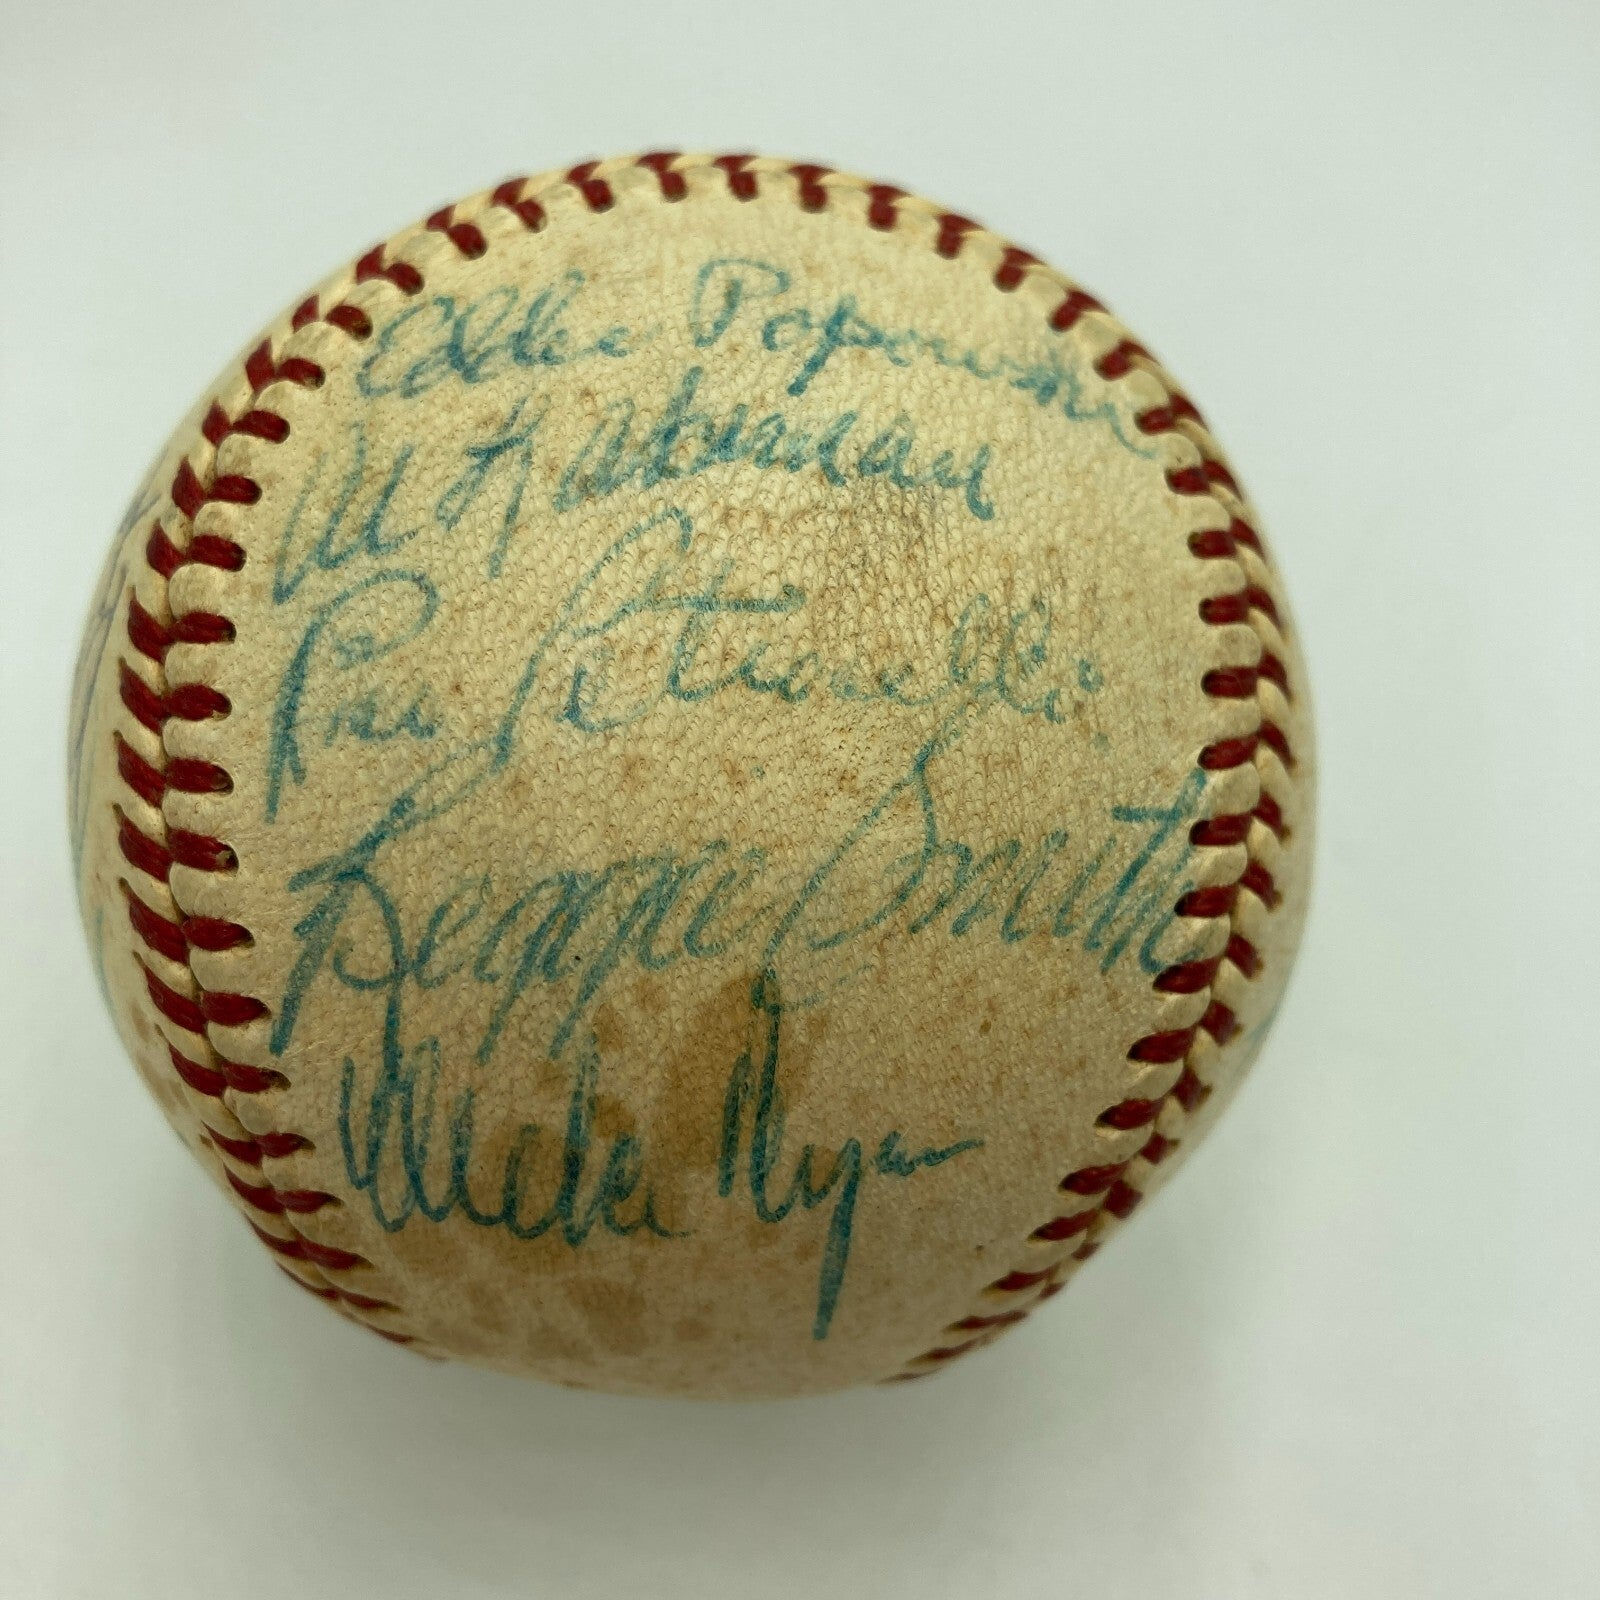 Eddie Popowski
Al Lakeman
Rico Petrocelli
Reggie Smith
Mike Ryan